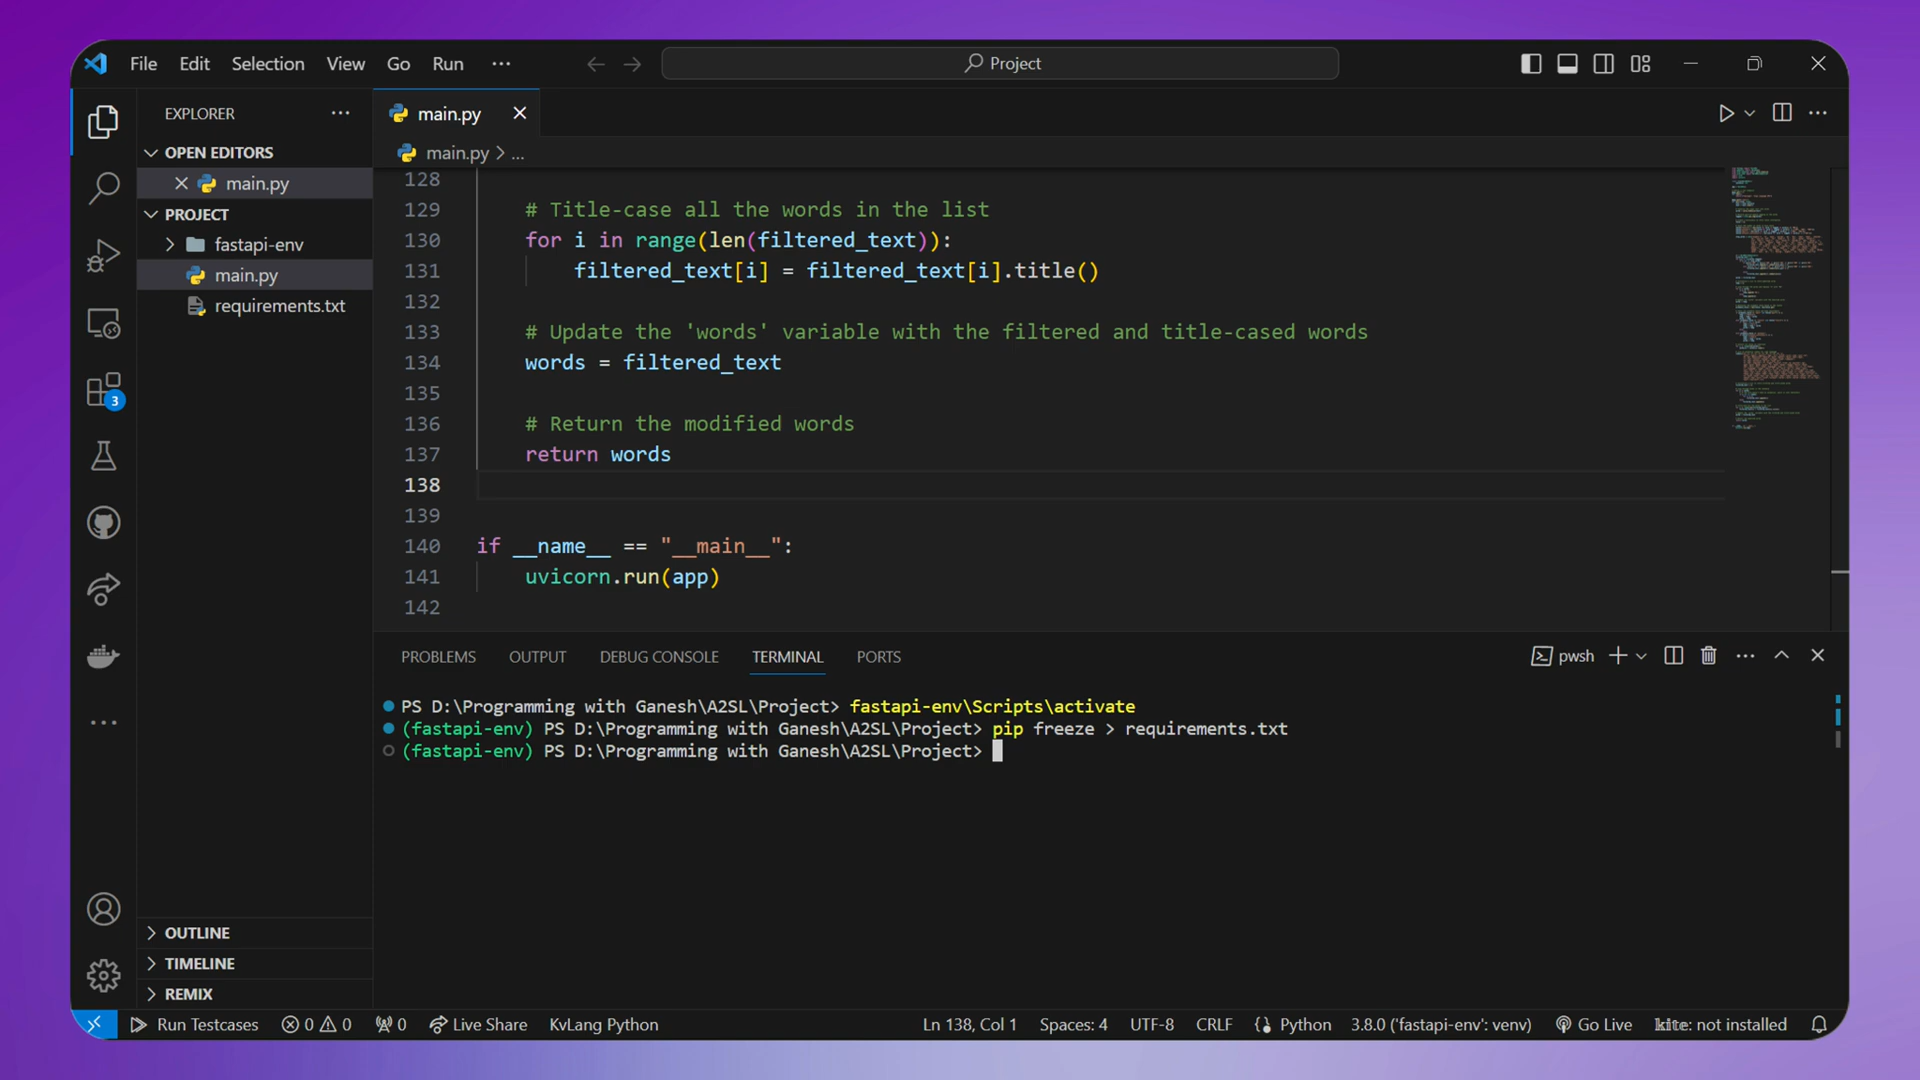 File Edit Selection View Go Run ... Project
EXPLORER ...
OPEN EDITORS
main.py
PROJECT
fastapi-env
main.py
requirements.txt
OUTLINE
TIMELINE
REMIX
3
main.py
main.py > ...
128
129 # Title-case all the words in the list
130 for i in range(len(filtered_text)):
131 filtered_text[i] = filtered_text[i].title()
132
133 # Update the 'words' variable with the filtered and title-cased words
134 words = filtered_text
135
136 # Return the modified words
137 return words
138
139
140 if __name__ == "__main__":
141 uvicorn.run(app)
142
PROBLEMS OUTPUT DEBUG CONSOLE TERMINAL PORTS pwsh
PS D:\Programming with Ganesh\A2SL\Project> fastapi-env\Scripts\activate
(fastapi-env) PS D:\Programming with Ganesh\A2SL\Project> pip freeze > requirements.txt
(fastapi-env) PS D:\Programming with Ganesh\A2SL\Project>
Run Testcases 0 0 0 Live Share KvLang Python Ln 138, Col 1 Spaces: 4 UTF-8 CRLF Python 3.8.0 ('fastapi-env': venv) Go Live kite: not installed